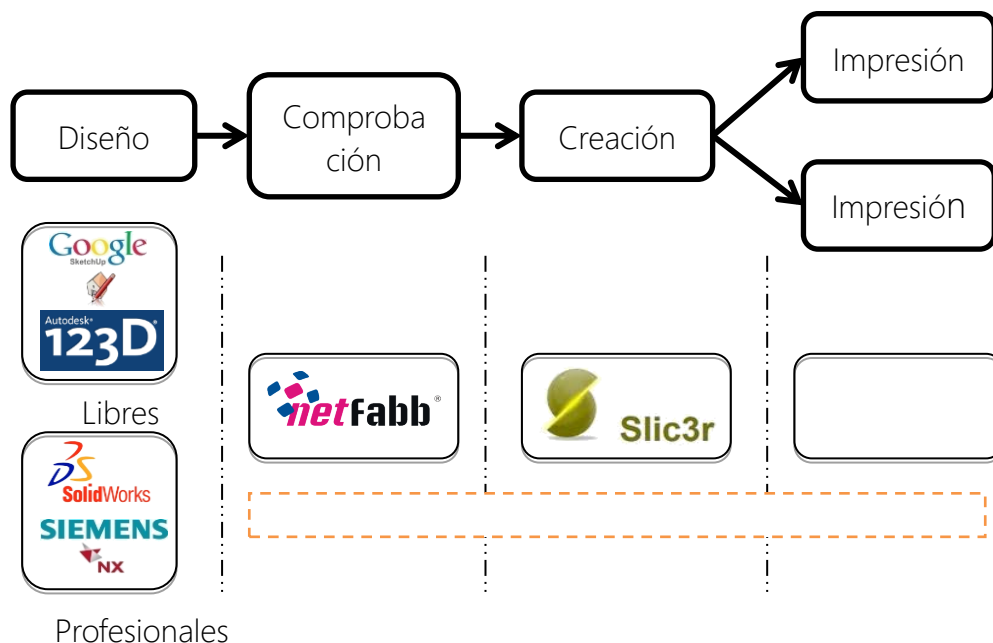 Diseño
Comproba
ción
Creación
Impresión
Impresión
Google
SketchUp
Autodesk®
123D®
Libres
netfabb®
Slic3r
SolidWorks
SIEMENS
NX
Profesionales